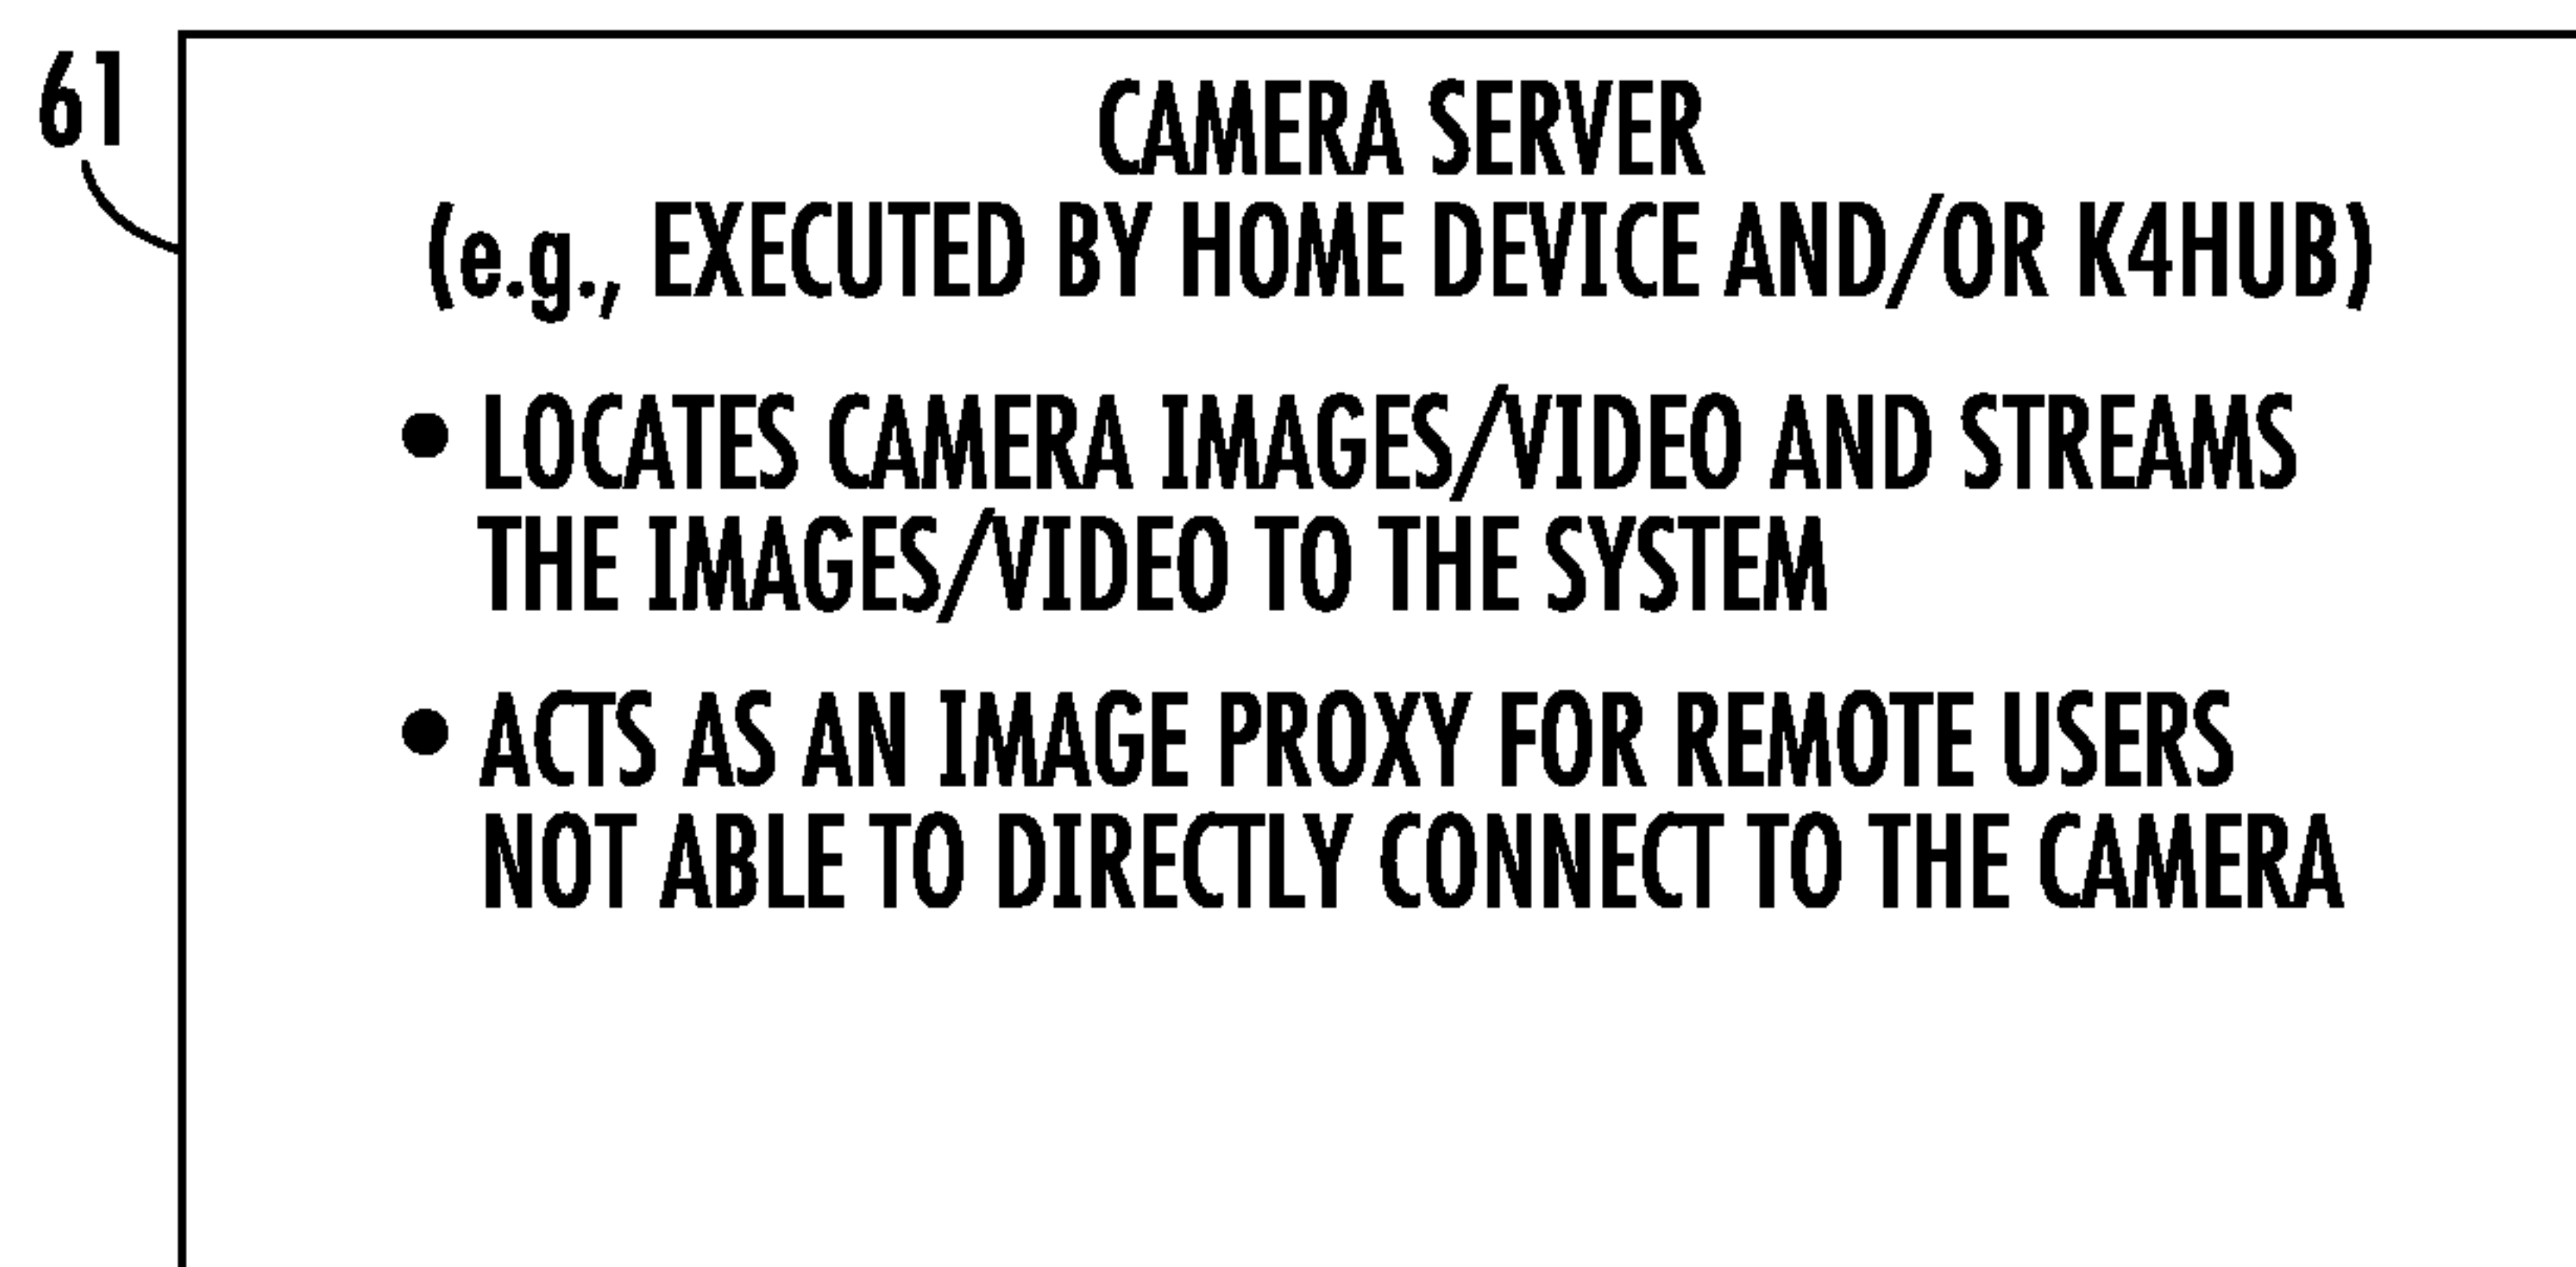 61
CAMERA SERVER
(e.g., EXECUTED BY HOME DEVICE AND/OR K4HUB)
• LOCATES CAMERA IMAGES/VIDEO AND STREAMS
THE IMAGES/VIDEO TO THE SYSTEM
• ACTS AS AN IMAGE PROXY FOR REMOTE USERS
NOT ABLE TO DIRECTLY CONNECT TO THE CAMERA